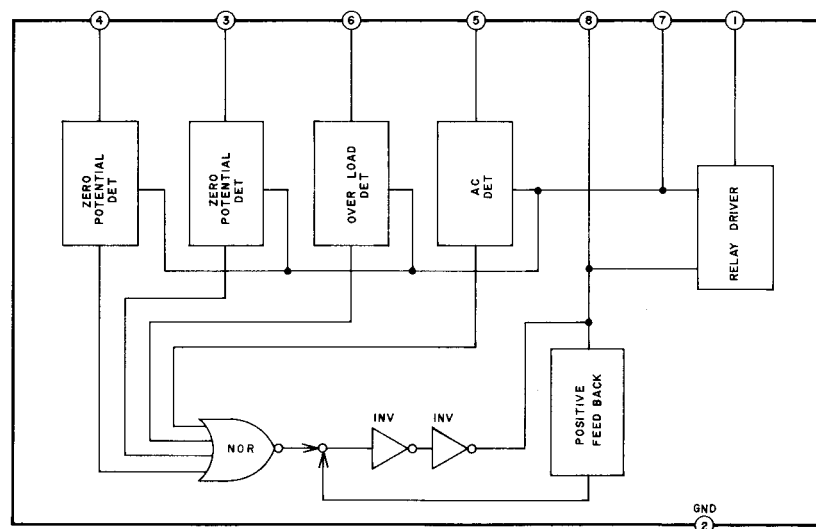 4 3 6 5 8 7 1
ZERO
POTENTIAL
DET
ZERO
POTENTIAL
DET
OVER LOAD
DET
AC
DET
RELAY DRIVER
POSITIVE
FEED BACK
INV INV
NOR
GND
2